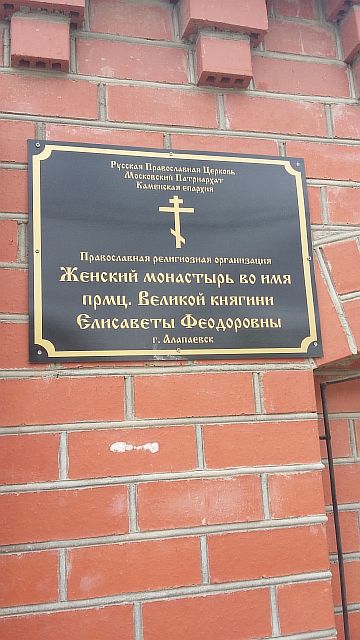 Русская Православная Церковь
Московский Патриархат
Каменская епархия
Православная религиозная организация
Женский монастырь во имя
прмц. Великой княгини
Елисаветы Феодоровны
г. Алапаевск